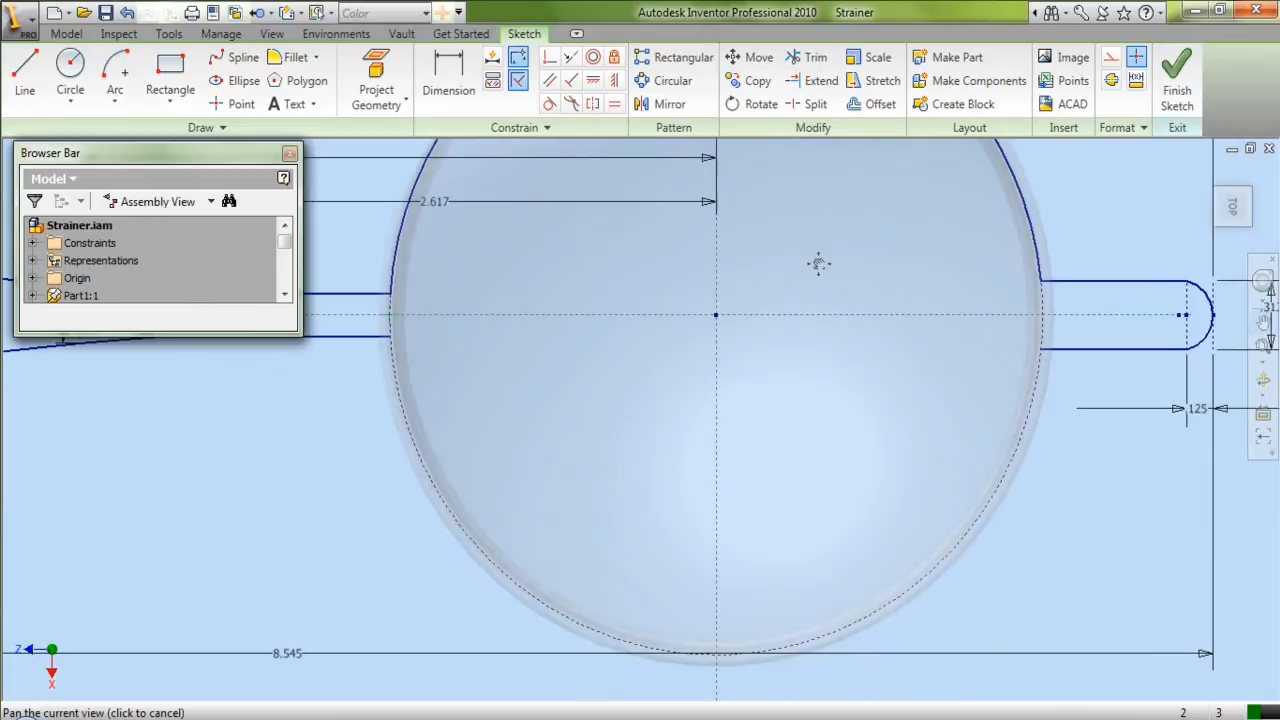 PRO
Color
Autodesk Inventor Professional 2010 Strainer
Model Inspect Tools Manage View Environments Vault Get Started Sketch
Line Circle Arc Rectangle
Spline Fillet
Ellipse Polygon
Point Text
Project
Geometry
Dimension
Rectangular
Circular
Mirror
Move Trim Scale
Copy Extend Stretch
Rotate Split Offset
Make Part
Make Components
Create Block
Image
Points
ACAD
Finish
Sketch
Draw Constrain Pattern Modify Layout Insert Format Exit
Browser Bar
Model
Assembly View
Strainer.iam
Constraints
Representations
Origin
Part1:1
2.617
TOP
125
8.545
Z
X
Pan the current view (click to cancel) 2 3